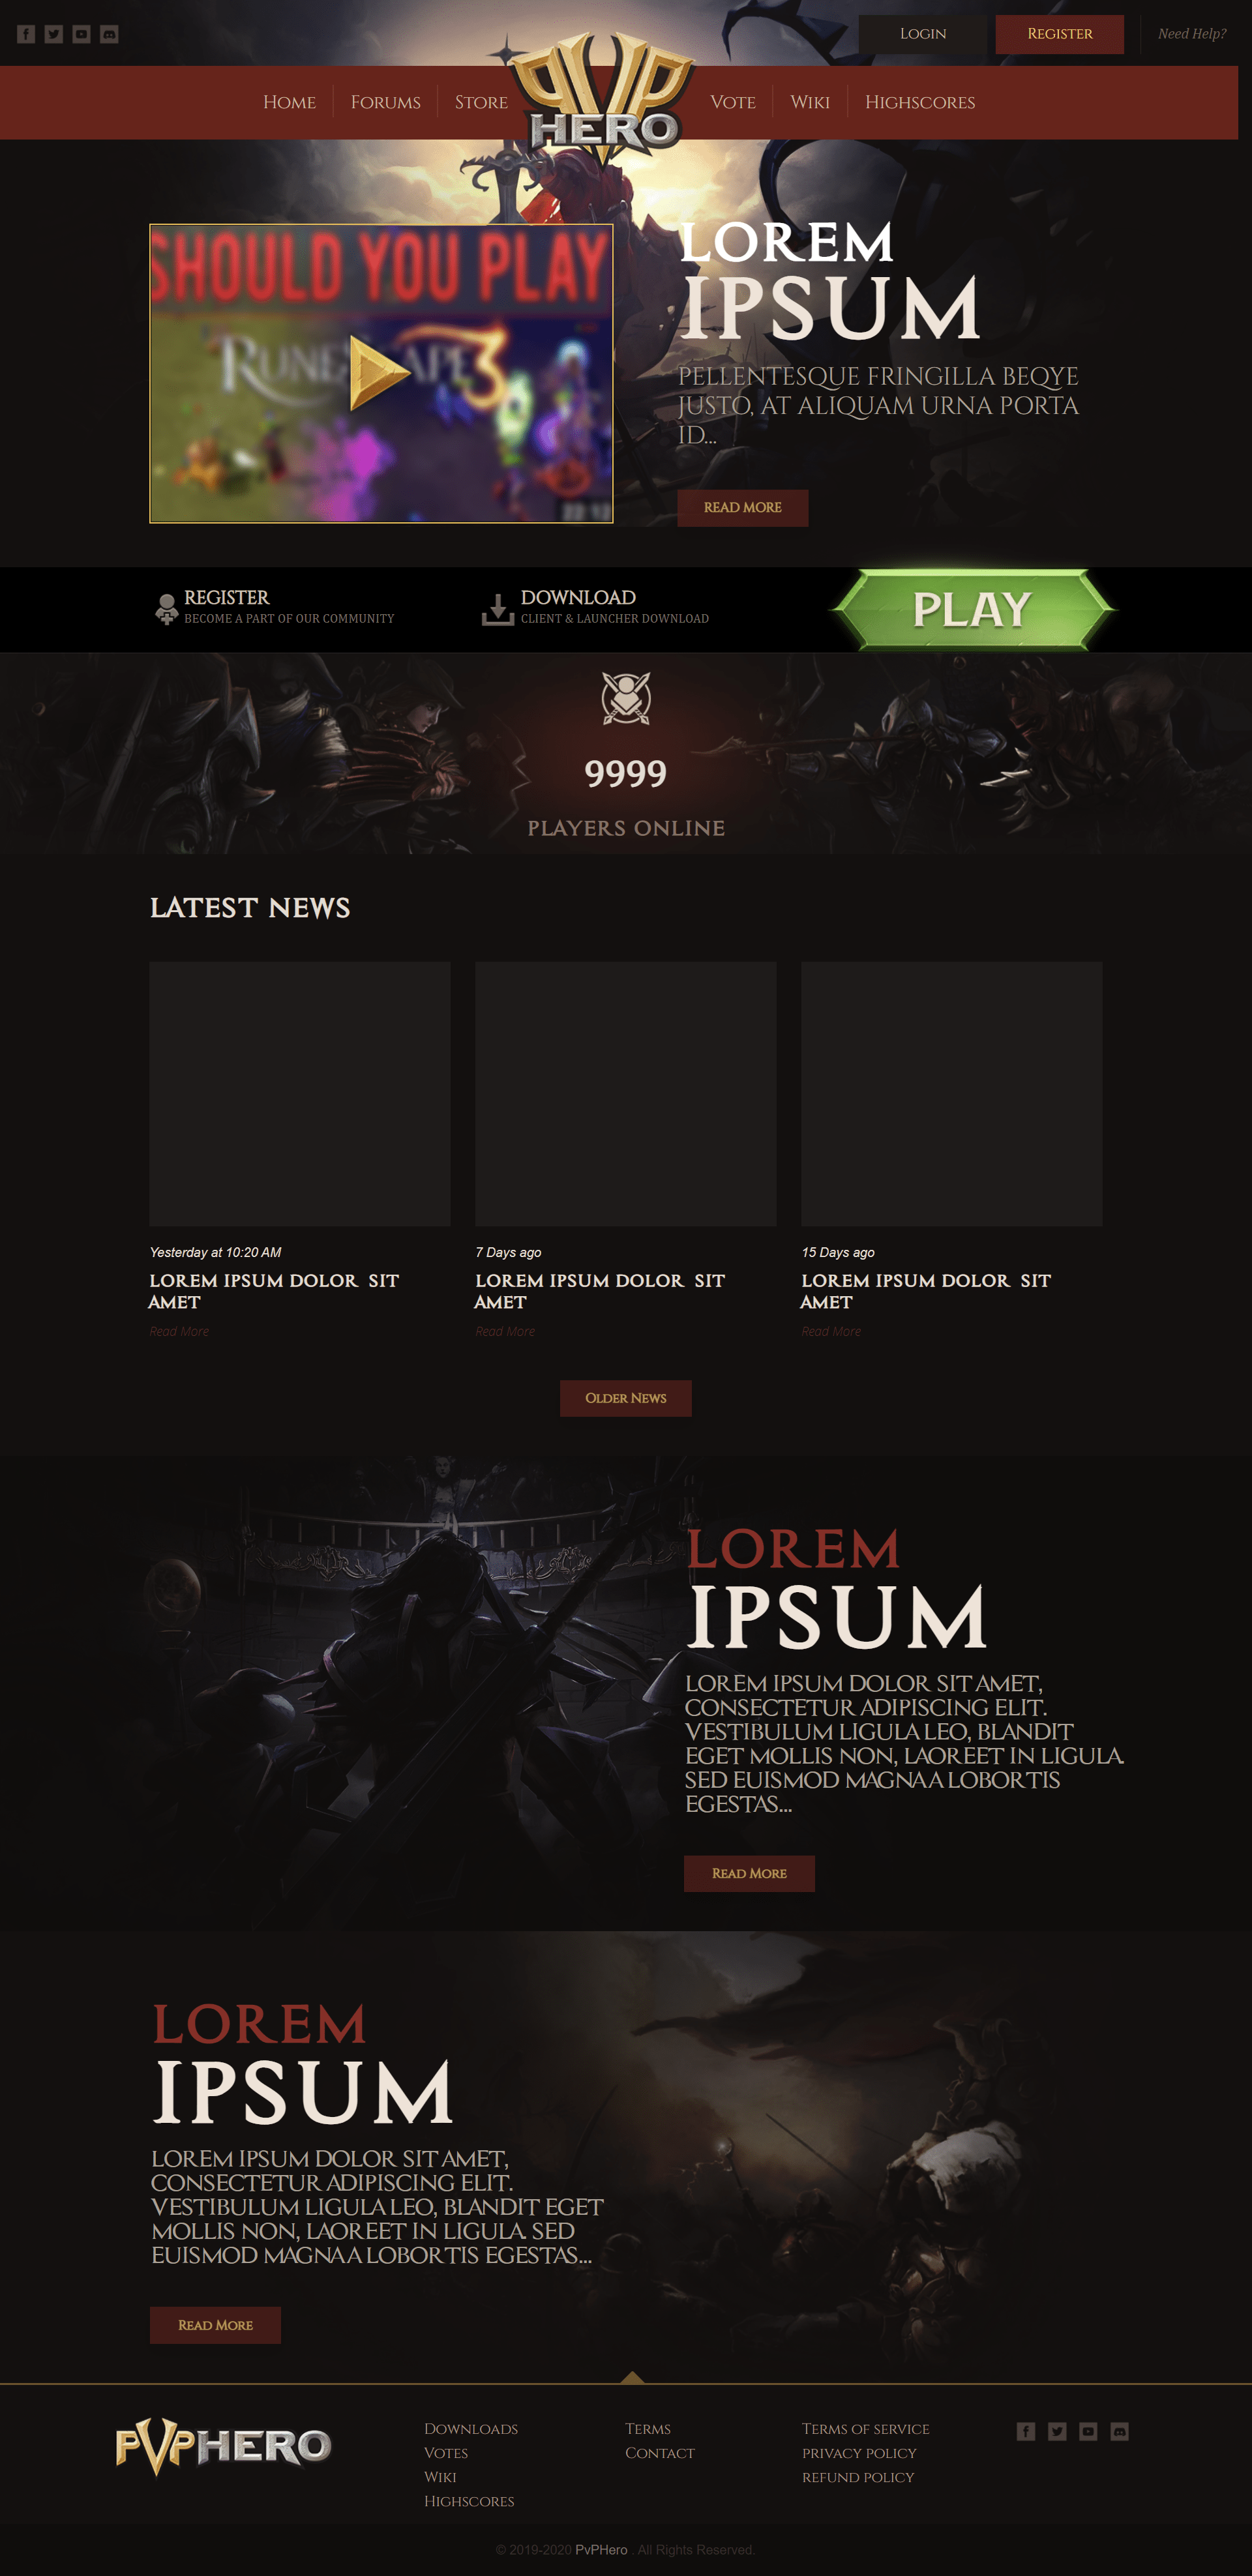 Login
Register
Need Help?
Home
Forums
Store
PVP
HERO
Vote
Wiki
Highscores
SHOULD YOU PLAY
RUNESCAPE 3
22:12
LOREM
IPSUM
PELLENTESQUE FRINGILLA BEQYE
JUSTO, AT ALIQUAM URNA PORTA
ID...
READ MORE
REGISTER
BECOME A PART OF OUR COMMUNITY
DOWNLOAD
CLIENT & LAUNCHER DOWNLOAD
PLAY
9999
PLAYERS ONLINE
LATEST NEWS
Yesterday at 10:20 AM
LOREM IPSUM DOLOR SIT
AMET
Read More
7 Days ago
LOREM IPSUM DOLOR SIT
AMET
Read More
15 Days ago
LOREM IPSUM DOLOR SIT
AMET
Read More
Older News
LOREM
IPSUM
LOREM IPSUM DOLOR SIT AMET,
CONSECTETUR ADIPISCING ELIT.
VESTIBULUM LIGULA LEO, BLANDIT
EGET MOLLIS NON, LAOREET IN LIGULA.
SED EUISMOD MAGNA A LOBORTIS
EGESTAS...
Read More
LOREM
IPSUM
LOREM IPSUM DOLOR SIT AMET,
CONSECTETUR ADIPISCING ELIT.
VESTIBULUM LIGULA LEO, BLANDIT EGET
MOLLIS NON, LAOREET IN LIGULA. SED
EUISMOD MAGNA A LOBORTIS EGESTAS...
Read More
PVPHERO
Downloads
Votes
Wiki
Highscores
Terms
Contact
Terms of service
privacy policy
refund policy
© 2019-2020 PvPHero . All Rights Reserved.